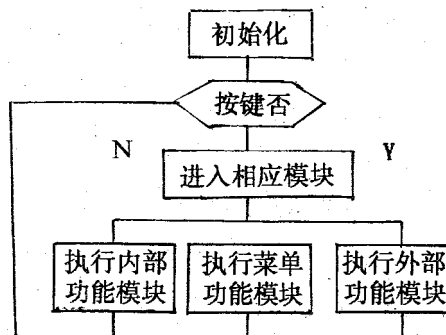 初始化
按键否
N
Y
进入相应模块
执行内部
功能模块
执行菜单
功能模块
执行外部
功能模块